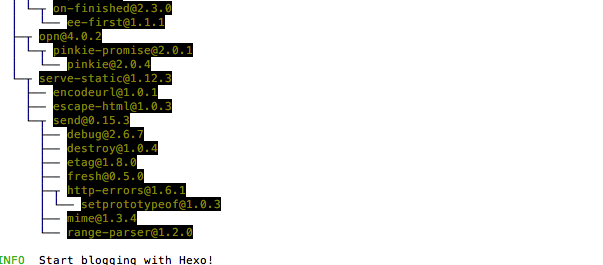 on-finished@2.3.0
ee-first@1.1.1
opn@4.0.2
pinkie-promise@2.0.1
pinkie@2.0.4
serve-static@1.12.3
encodeurl@1.0.1
escape-html@1.0.3
send@0.15.3
debug@2.6.7
destroy@1.0.4
etag@1.8.0
fresh@0.5.0
http-errors@1.6.1
setprototypeof@1.0.3
mime@1.3.4
range-parser@1.2.0
INFO  Start blogging with Hexo!